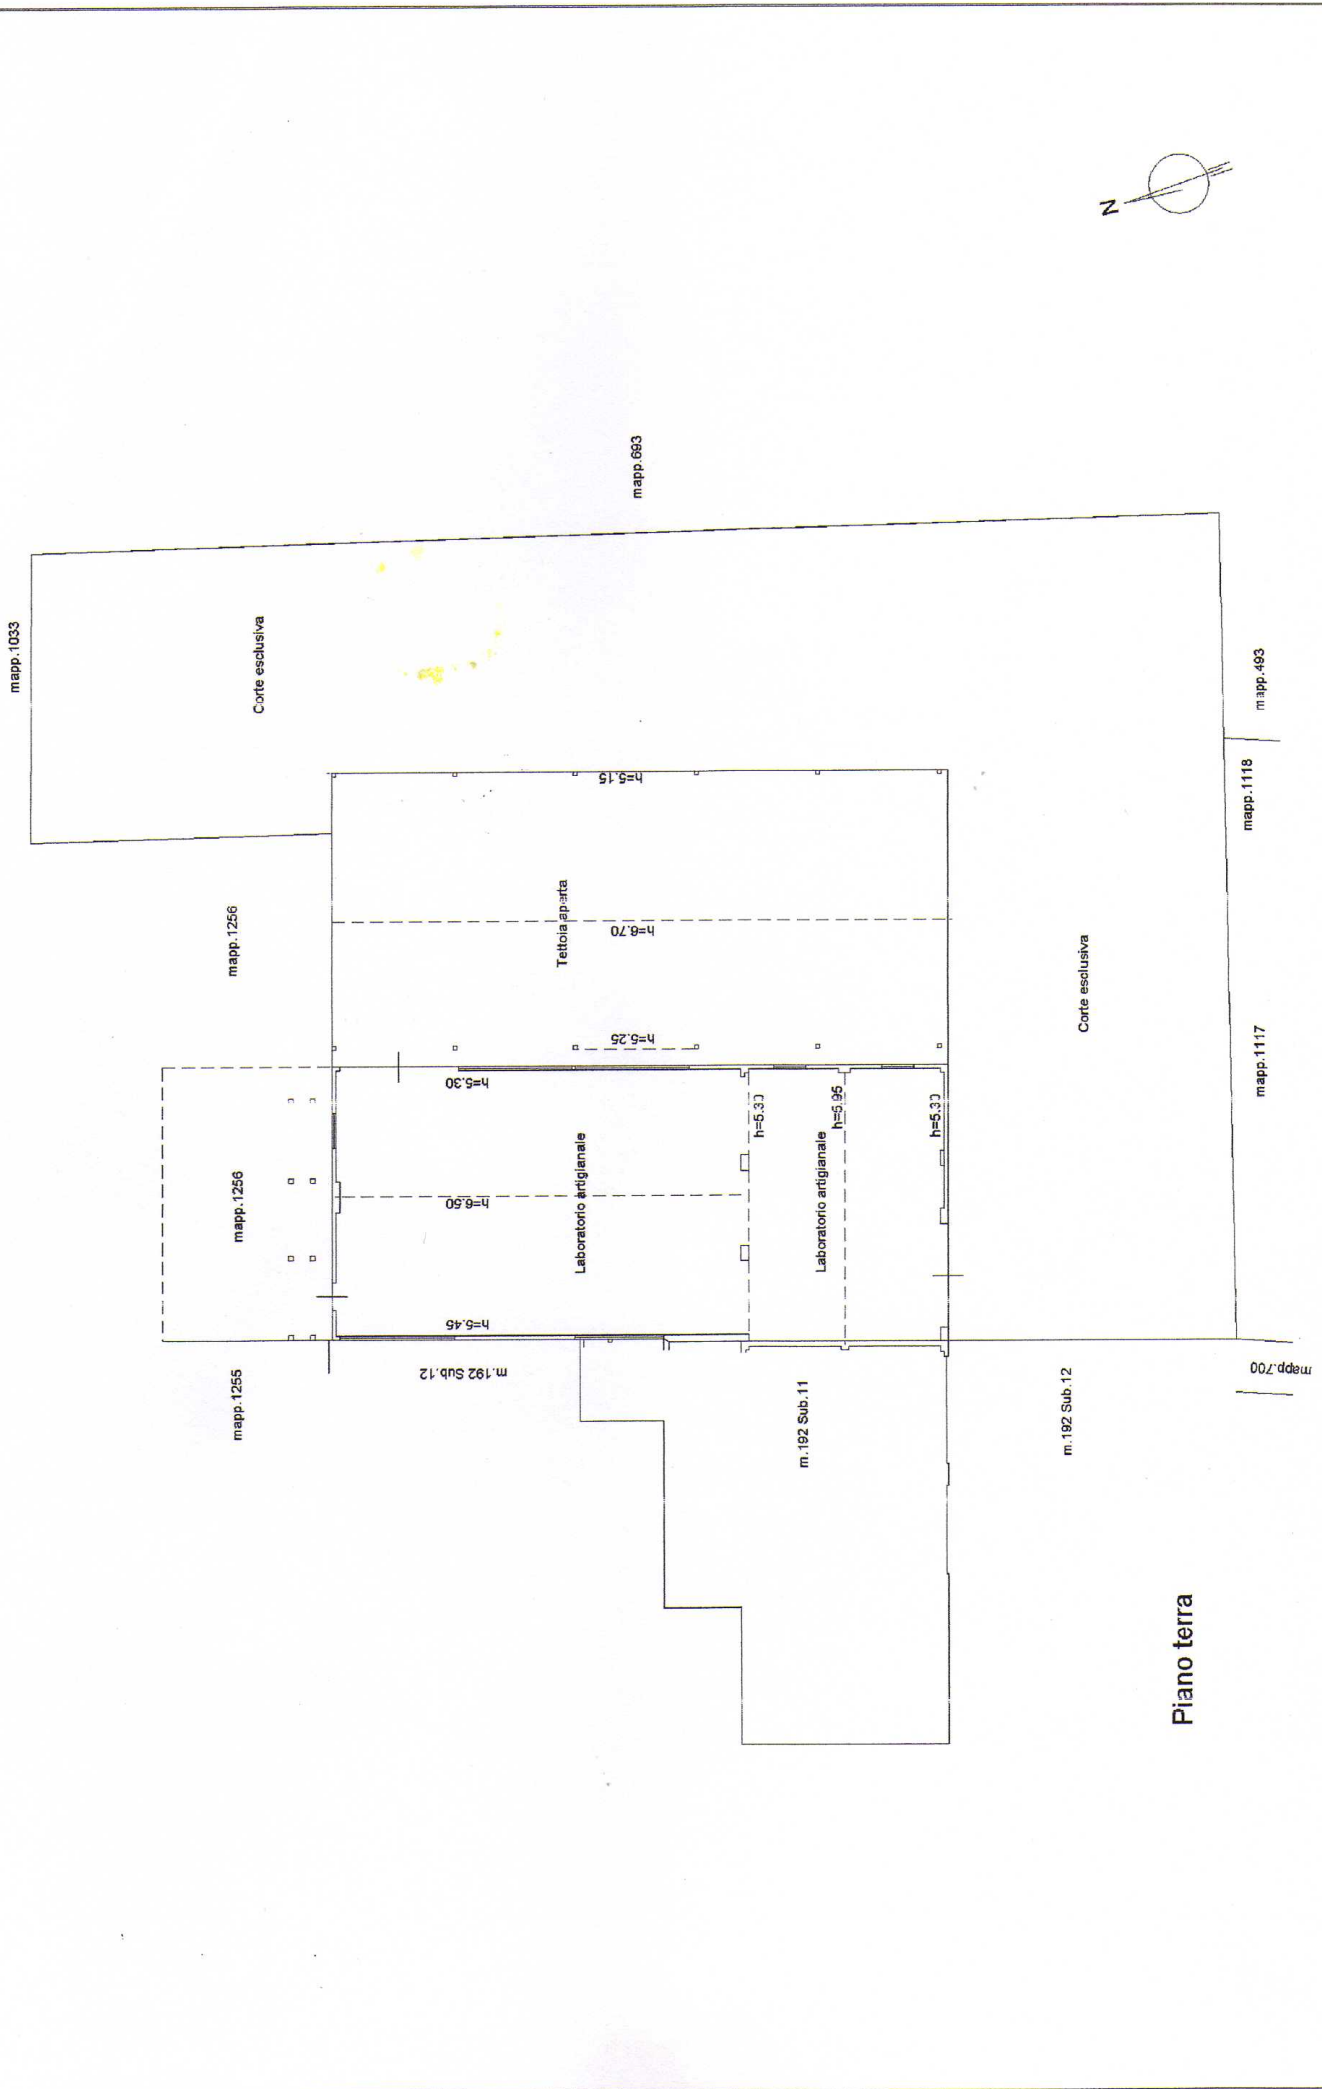 mapp.1033
Corte esclusiva
mapp.693
N
mapp.1256
Tettoia aperta
h=5.15
h=6.70
h=5.25
mapp.1256
h=5.30
h=6.50
h=5.45
Laboratorio artigianale
h=5.30
h=5.95
h=5.30
Laboratorio artigianale
mapp.1255
m.192 Sub.12
m.192 Sub.11
m.192 Sub.12
Corte esclusiva
mapp.493
mapp.1118
mapp.1117
mapp.700
Piano terra